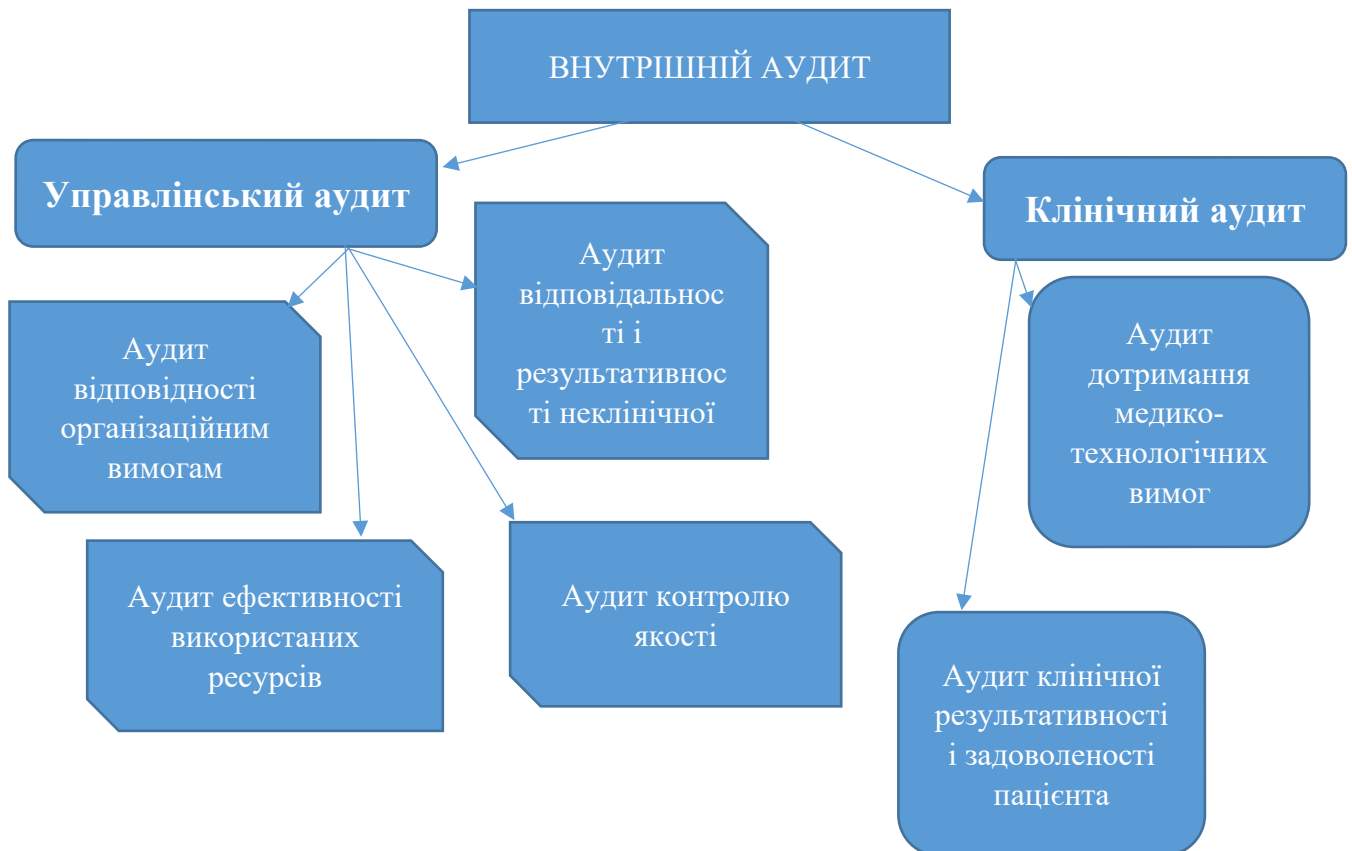 ВНУТРІШНІЙ АУДИТ
Управлінський аудит
Клінічний аудит
Аудит
відповідальнос
ті і
результативнос
ті неклінічної
Аудит
відповідності
організаційним
вимогам
Аудит
дотримання
медико-
технологічних
вимог
Аудит ефективності
використаних
ресурсів
Аудит контролю
якості
Аудит клінічної
результативності
і задоволеності
пацієнта